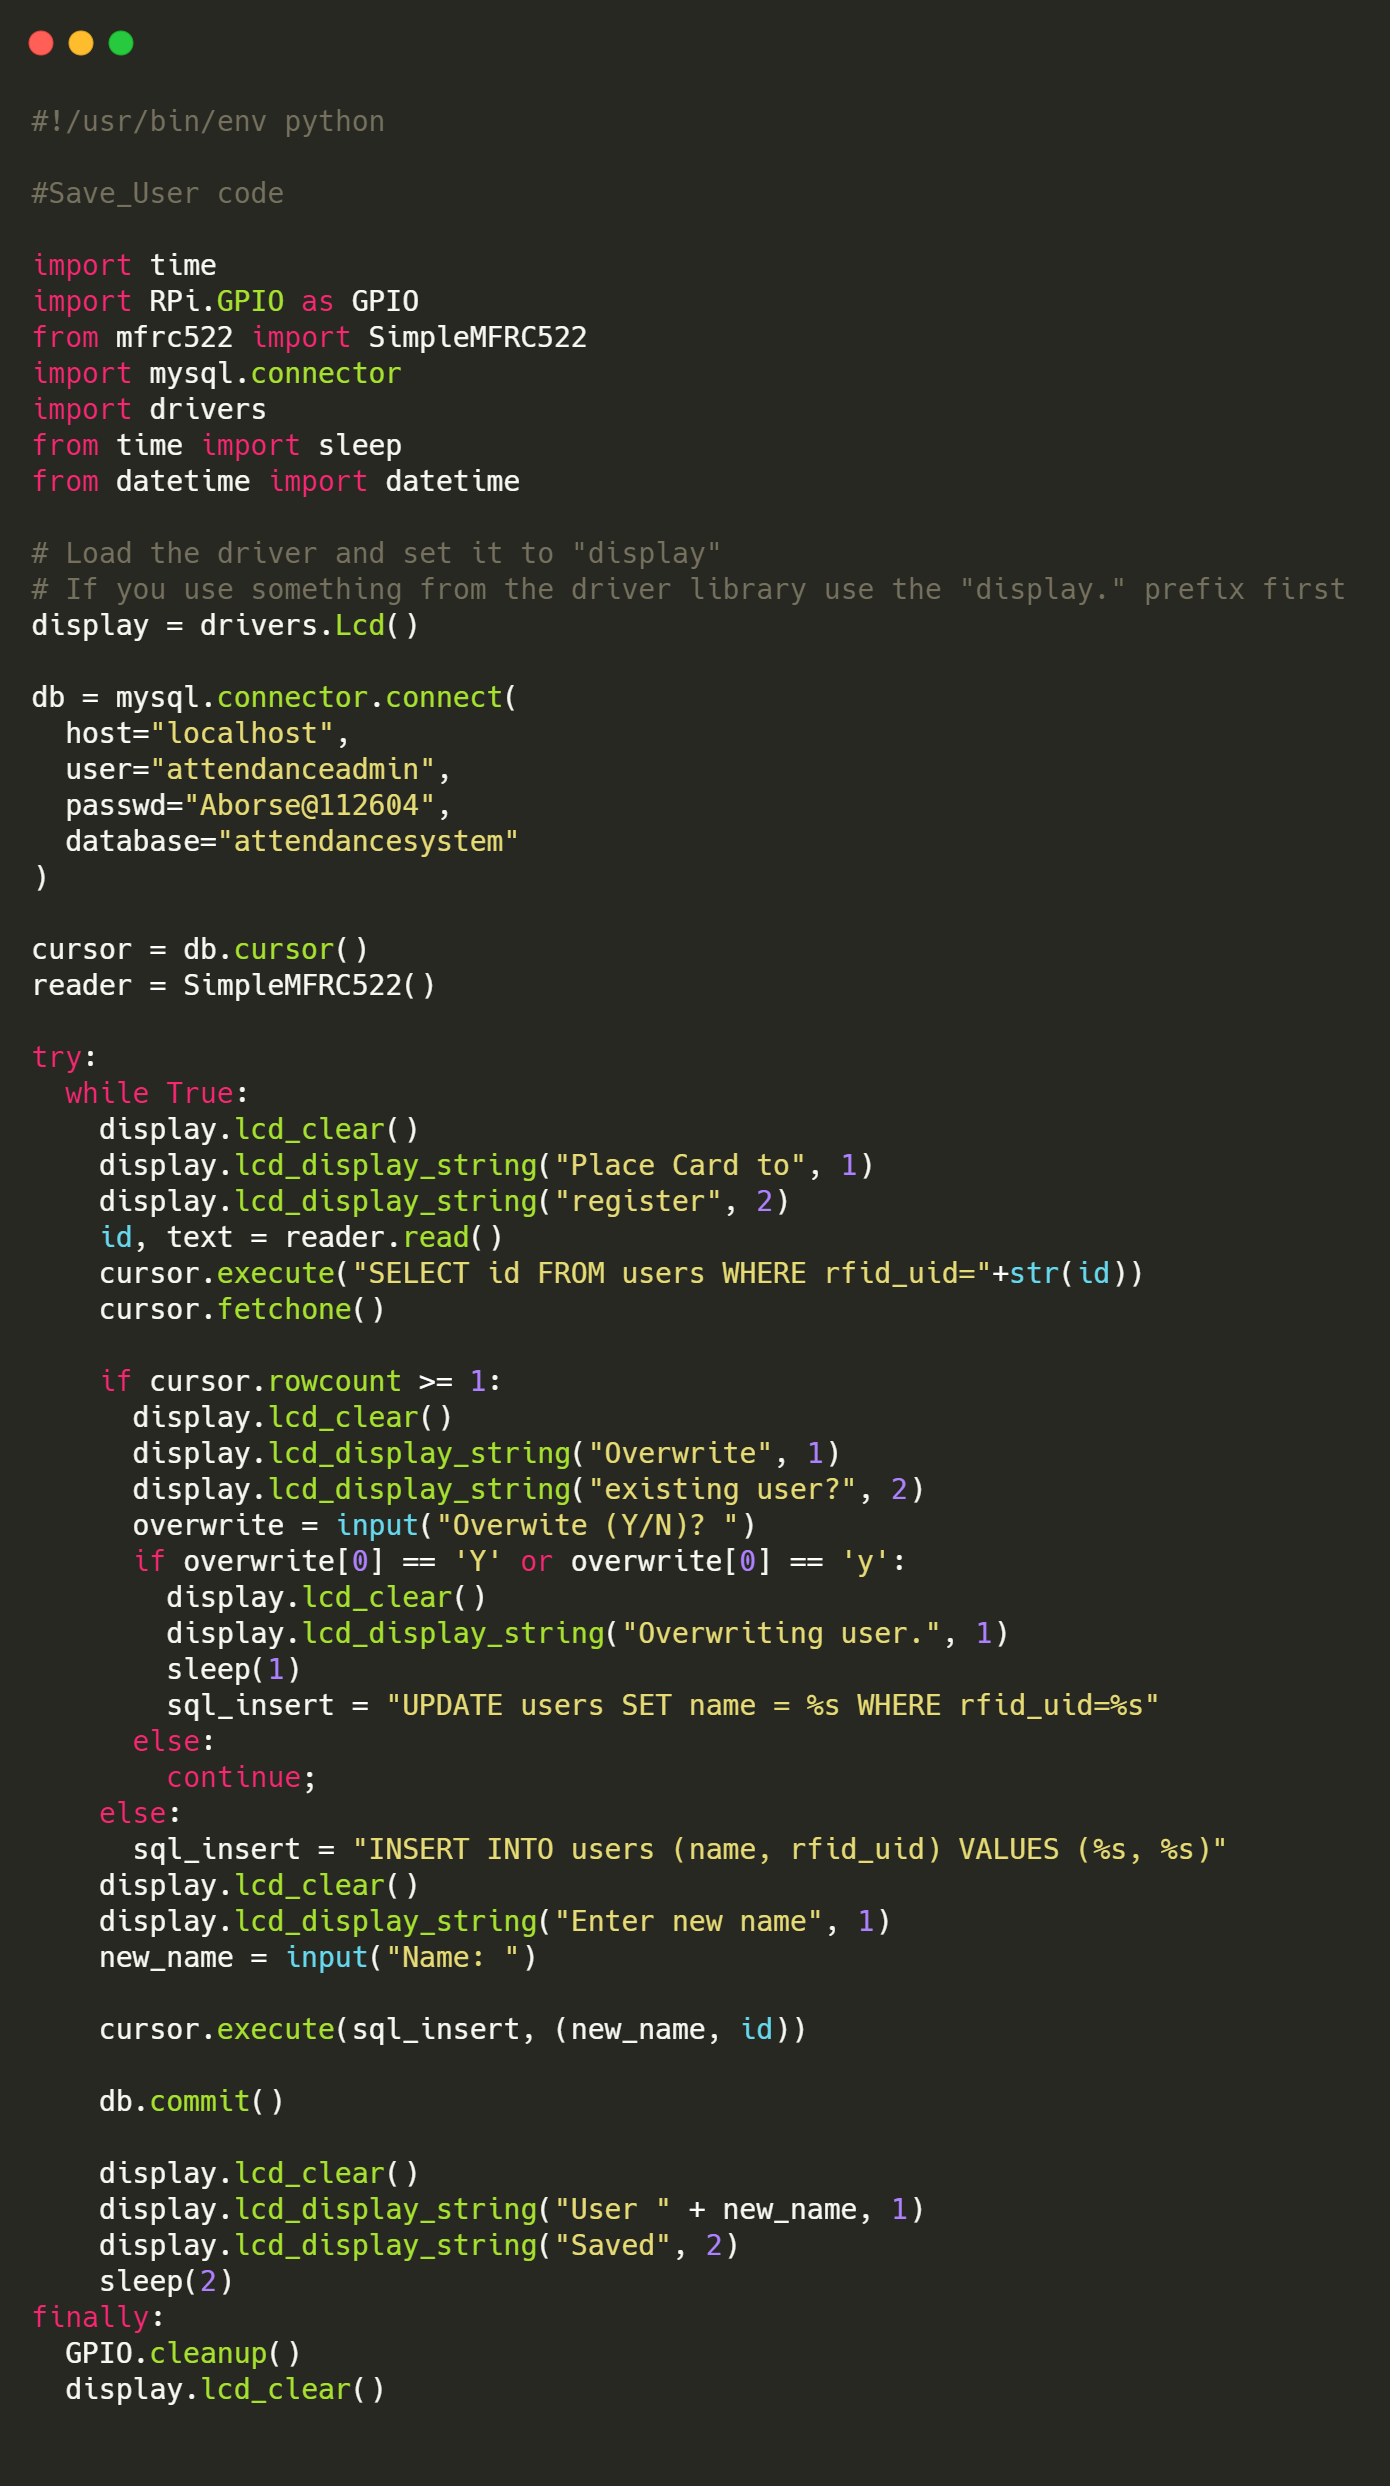 #!/usr/bin/env python

#Save_User code

import time
import RPi.GPIO as GPIO
from mfrc522 import SimpleMFRC522
import mysql.connector
import drivers
from time import sleep
from datetime import datetime

# Load the driver and set it to "display"
# If you use something from the driver library use the "display." prefix first
display = drivers.Lcd()

db = mysql.connector.connect(
  host="localhost",
  user="attendanceadmin",
  passwd="Aborse@112604",
  database="attendancesystem"
)

cursor = db.cursor()
reader = SimpleMFRC522()

try:
  while True:
    display.lcd_clear()
    display.lcd_display_string("Place Card to", 1)
    display.lcd_display_string("register", 2)
    id, text = reader.read()
    cursor.execute("SELECT id FROM users WHERE rfid_uid="+str(id))
    cursor.fetchone()

    if cursor.rowcount >= 1:
      display.lcd_clear()
      display.lcd_display_string("Overwrite", 1)
      display.lcd_display_string("existing user?", 2)
      overwrite = input("Overwite (Y/N)? ")
      if overwrite[0] == 'Y' or overwrite[0] == 'y':
        display.lcd_clear()
        display.lcd_display_string("Overwriting user.", 1)
        sleep(1)
        sql_insert = "UPDATE users SET name = %s WHERE rfid_uid=%s"
      else:
        continue;
    else:
      sql_insert = "INSERT INTO users (name, rfid_uid) VALUES (%s, %s)"
    display.lcd_clear()
    display.lcd_display_string("Enter new name", 1)
    new_name = input("Name: ")

    cursor.execute(sql_insert, (new_name, id))

    db.commit()

    display.lcd_clear()
    display.lcd_display_string("User " + new_name, 1)
    display.lcd_display_string("Saved", 2)
    sleep(2)
finally:
  GPIO.cleanup()
  display.lcd_clear()